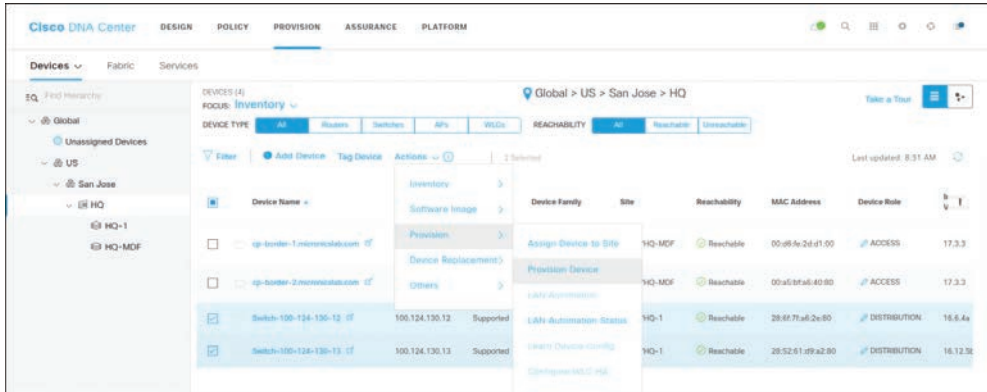 Cisco DNA Center DESIGN POLICY PROVISION ASSURANCE PLATFORM
Devices Fabric Services
Find Hierarchy
Global
Unassigned Devices
US
San Jose
HQ
HQ-1
HQ-MDF
DEVICES (4)
FOCUS: Inventory
Global > US > San Jose > HQ
Take a Tour
DEVICE TYPE All Routers Switches APs WLCs REACHABILITY All Reachable Unreachable
Filter Add Device Tag Device Actions 2 Selected Last updated: 8:51 AM
Device Name Device Family Site Reachability MAC Address Device Role
Inventory
Software Image
Provision
Device Replacement
Others
Assign Device to Site
Provision Device
LAN Automation
LAN Automation Status
Learn Device Config
Configure WLC HA
cp-border-1.micronicslab.com HQ-MDF Reachable 00:d6:fe:2d:d1:00 ACCESS 17.3.3
cp-border-2.micronicslab.com HQ-MDF Reachable 00:a5:bf:a6:40:80 ACCESS 17.3.3
Switch-100-124-130-12 100.124.130.12 Supported HQ-1 Reachable 28:6f:7f:a6:2e:80 DISTRIBUTION 16.6.4a
Switch-100-124-130-13 100.124.130.13 Supported HQ-1 Reachable 28:52:61:d9:a2:80 DISTRIBUTION